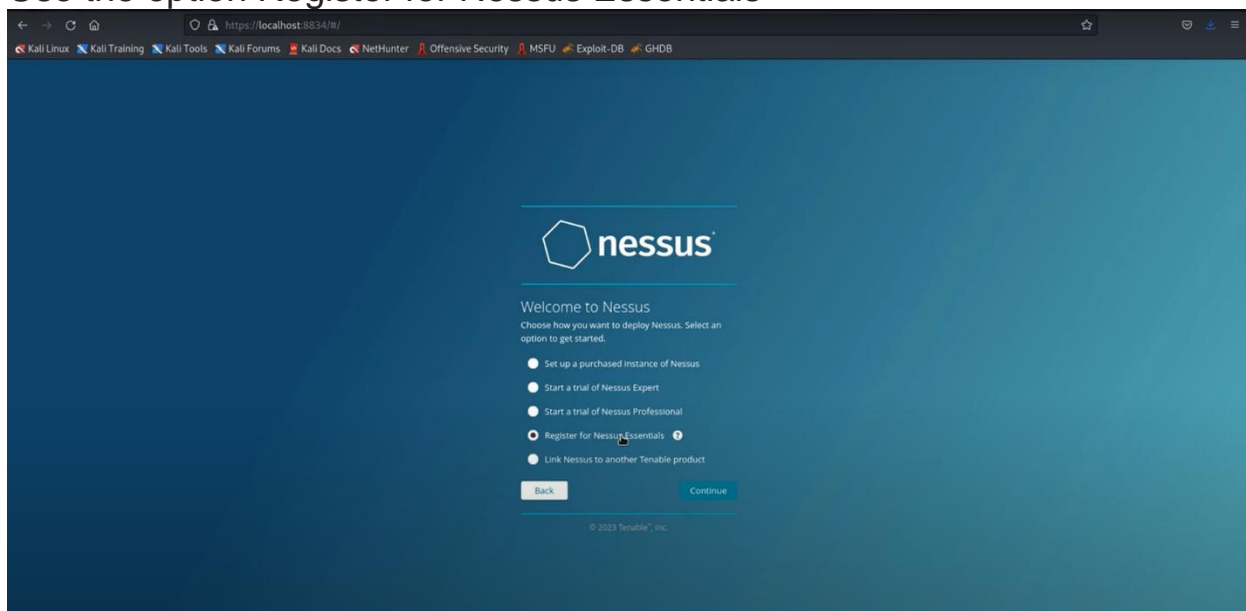 Use the option Register for Nessus Essentials
https://localhost:8834/#/
Kali Linux Kali Training Kali Tools Kali Forums Kali Docs NetHunter Offensive Security MSFU Exploit-DB GHDB
nessus
Welcome to Nessus
Choose how you want to deploy Nessus. Select an
option to get started.
Set up a purchased instance of Nessus
Start a trial of Nessus Expert
Start a trial of Nessus Professional
Register for Nessus Essentials ?
Link Nessus to another Tenable product
Back Continue
© 2023 Tenable™, Inc.